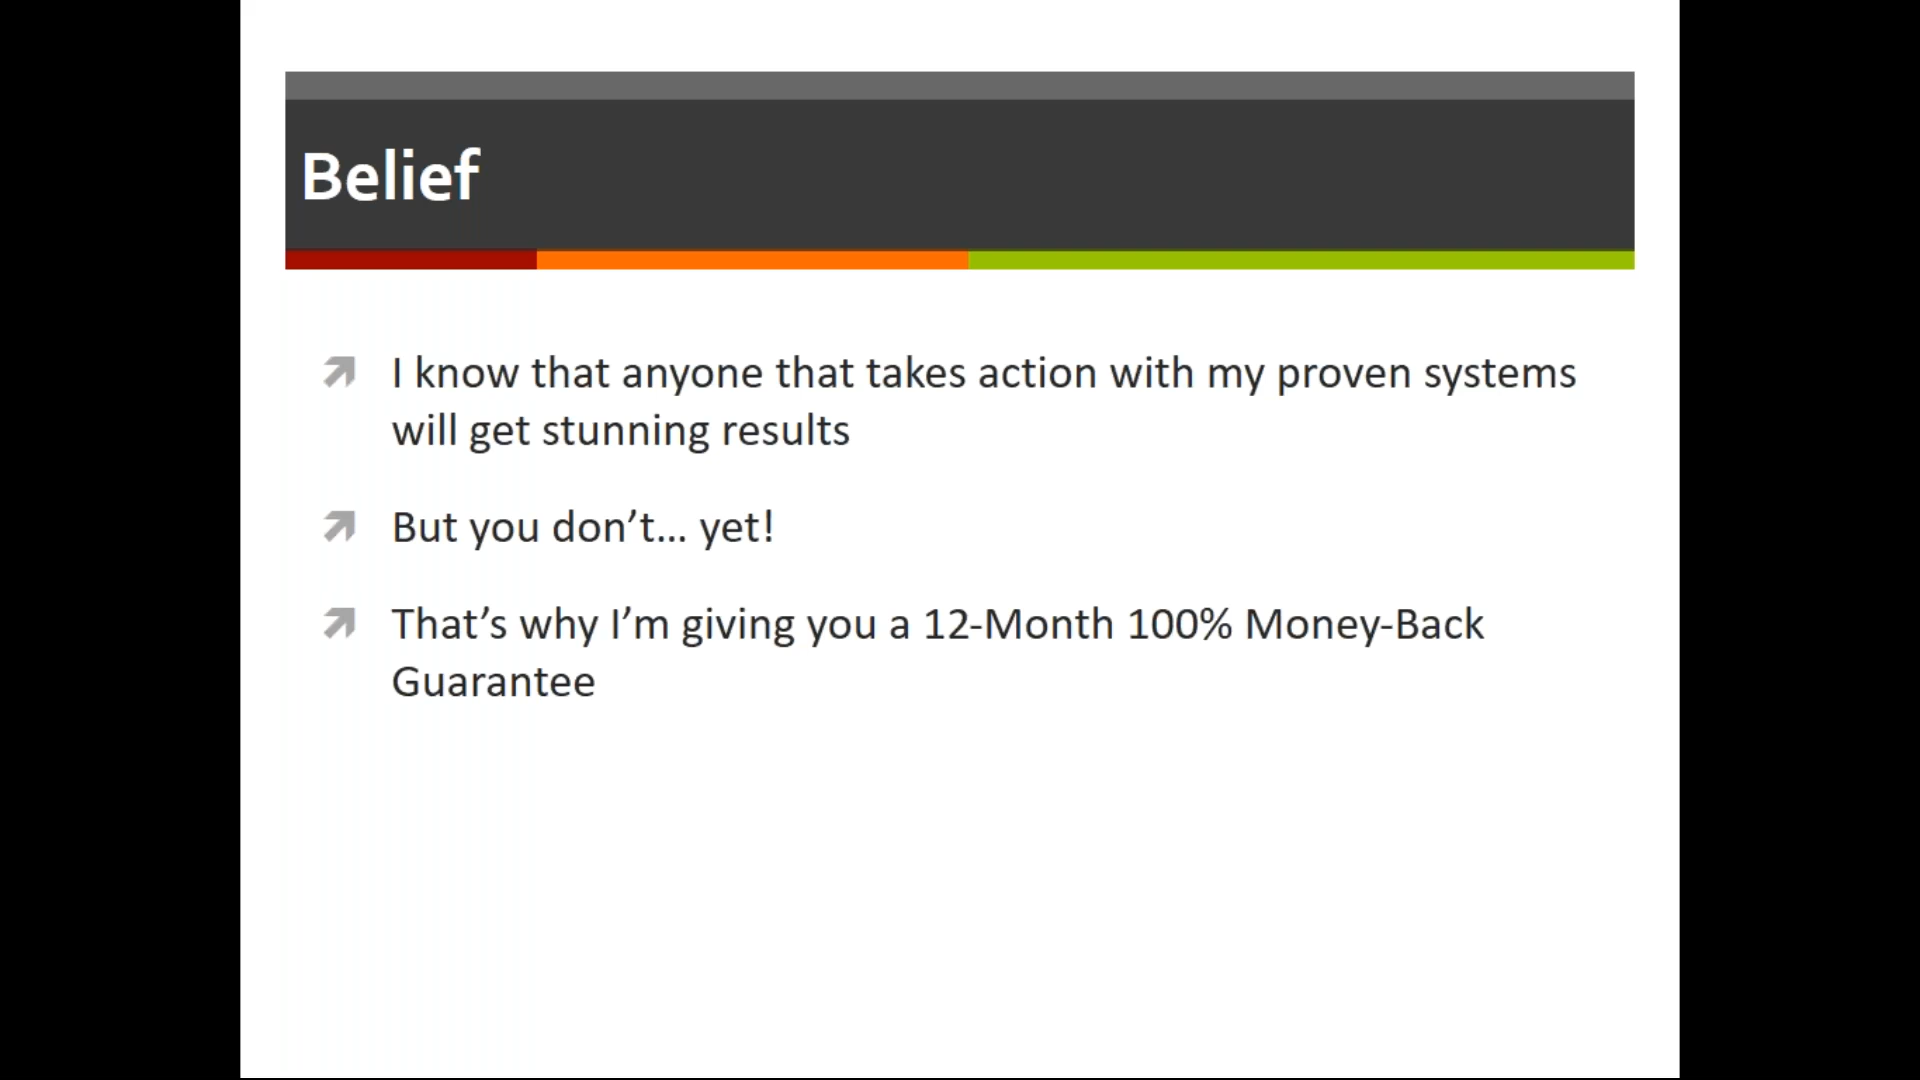 Belief
I know that anyone that takes action with my proven systems
will get stunning results
But you don’t... yet!
That’s why I’m giving you a 12-Month 100% Money-Back
Guarantee